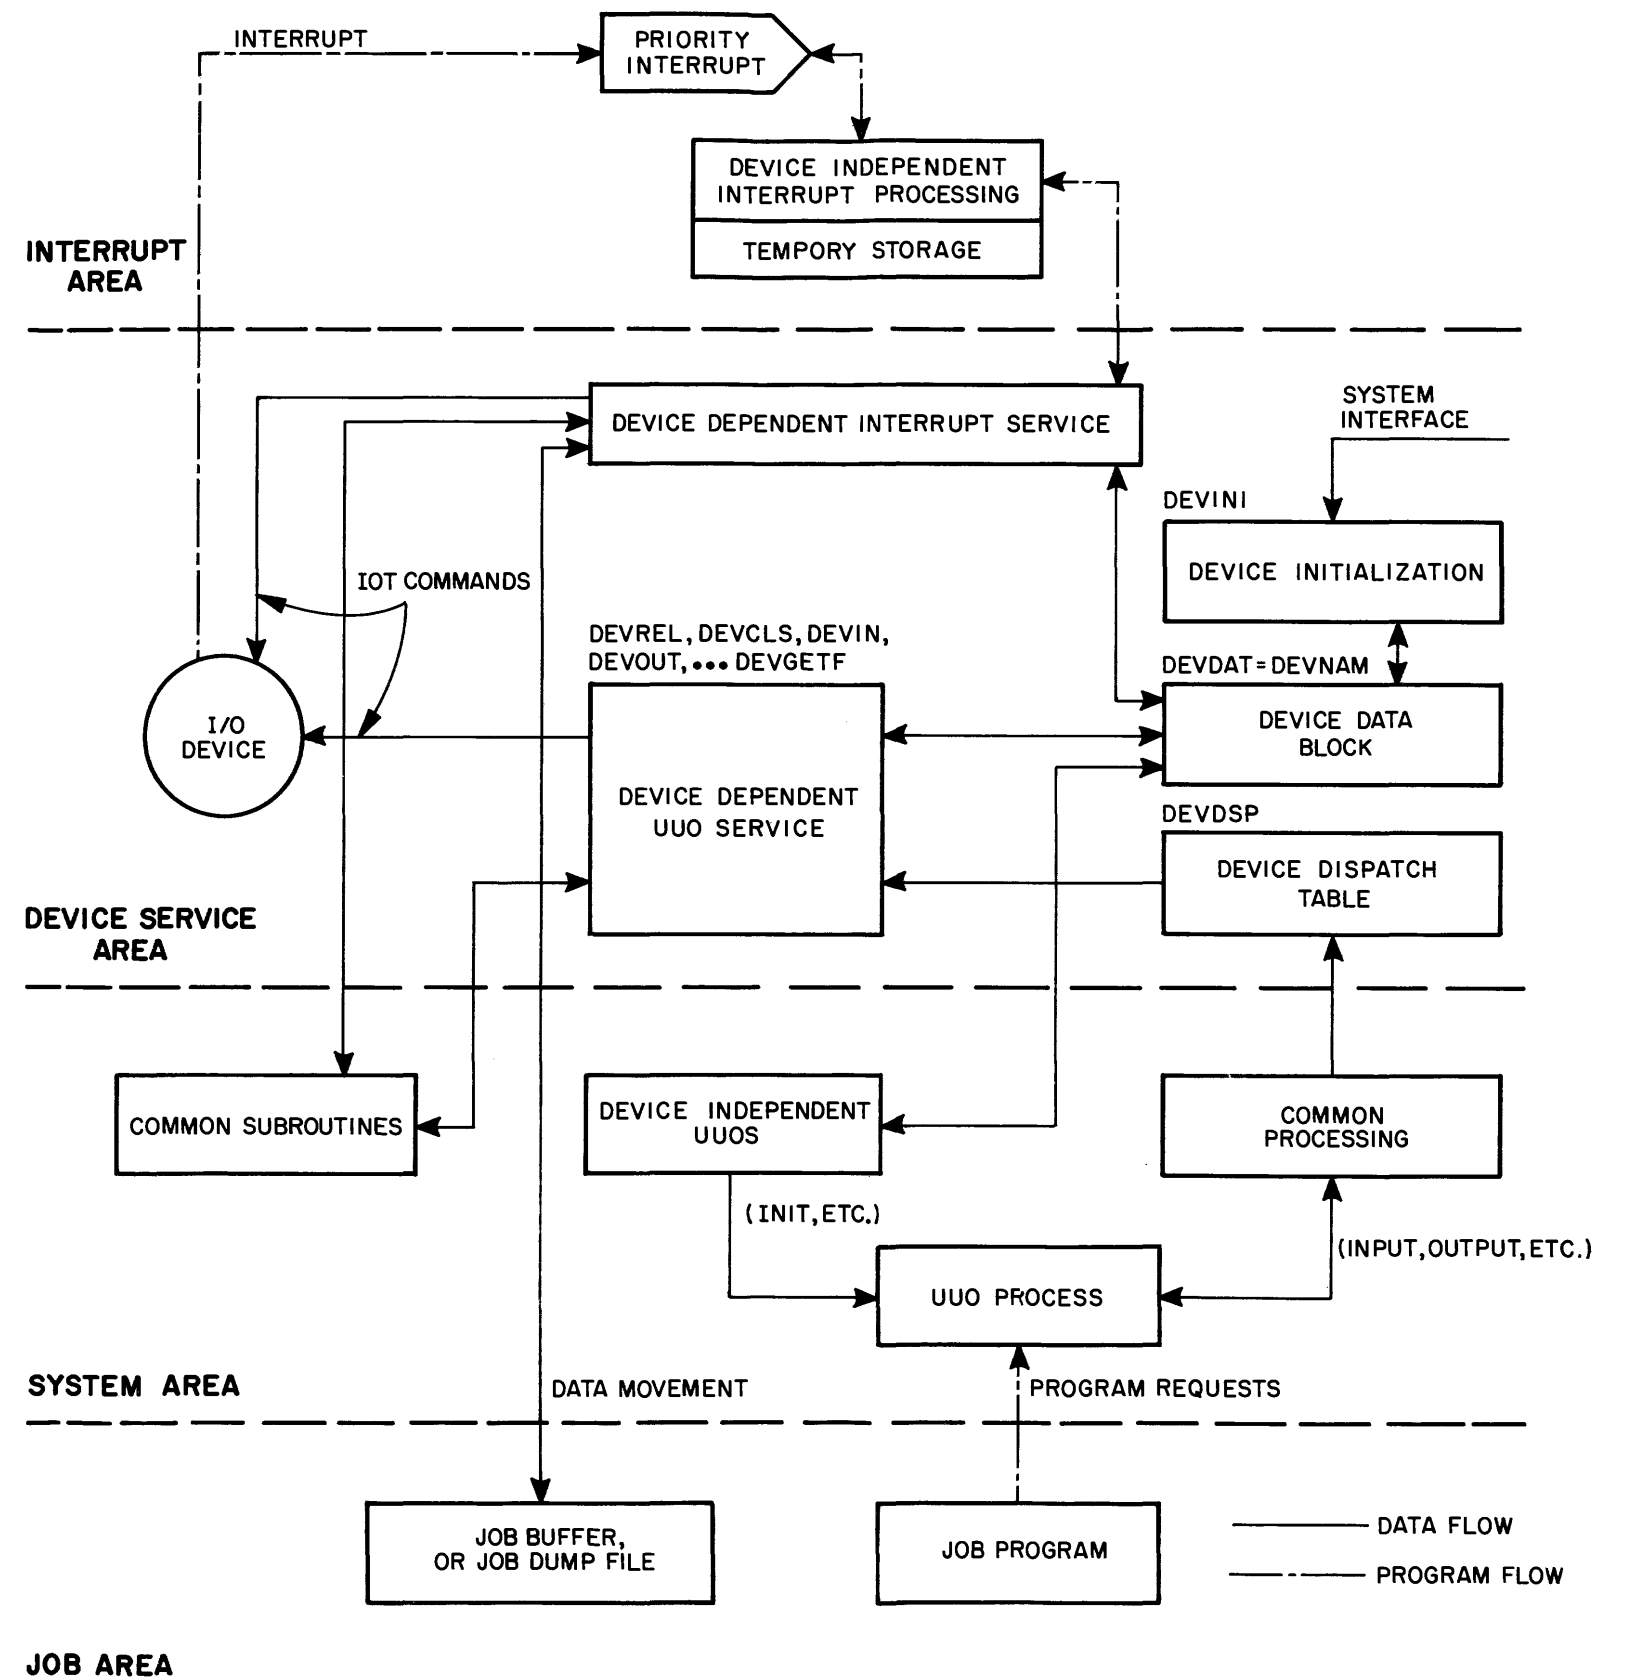 INTERRUPT
PRIORITY
INTERRUPT
DEVICE INDEPENDENT
INTERRUPT PROCESSING
TEMPORY STORAGE
INTERRUPT
AREA
DEVICE DEPENDENT INTERRUPT SERVICE
SYSTEM
INTERFACE
DEVINI
DEVICE INITIALIZATION
IOT COMMANDS
DEVREL, DEVCLS, DEVIN,
DEVOUT, ••• DEVGETF
DEVDAT=DEVNAM
I/O
DEVICE
DEVICE DATA
BLOCK
DEVICE DEPENDENT
UUO SERVICE
DEVDSP
DEVICE DISPATCH
TABLE
DEVICE SERVICE
AREA
COMMON SUBROUTINES
DEVICE INDEPENDENT
UUOS
COMMON
PROCESSING
(INIT, ETC.)
(INPUT, OUTPUT, ETC.)
UUO PROCESS
SYSTEM AREA
DATA MOVEMENT
PROGRAM REQUESTS
JOB BUFFER,
OR JOB DUMP FILE
JOB PROGRAM
DATA FLOW
PROGRAM FLOW
JOB AREA